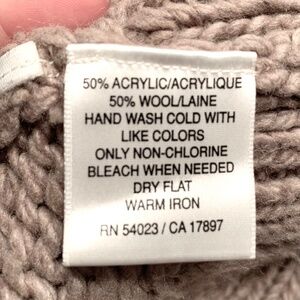 50% ACRYLIC/ACRYLIQUE
50% WOOL/LAINE
HAND WASH COLD WITH
LIKE COLORS
ONLY NON-CHLORINE
BLEACH WHEN NEEDED
DRY FLAT
WARM IRON
RN 54023 / CA 17897